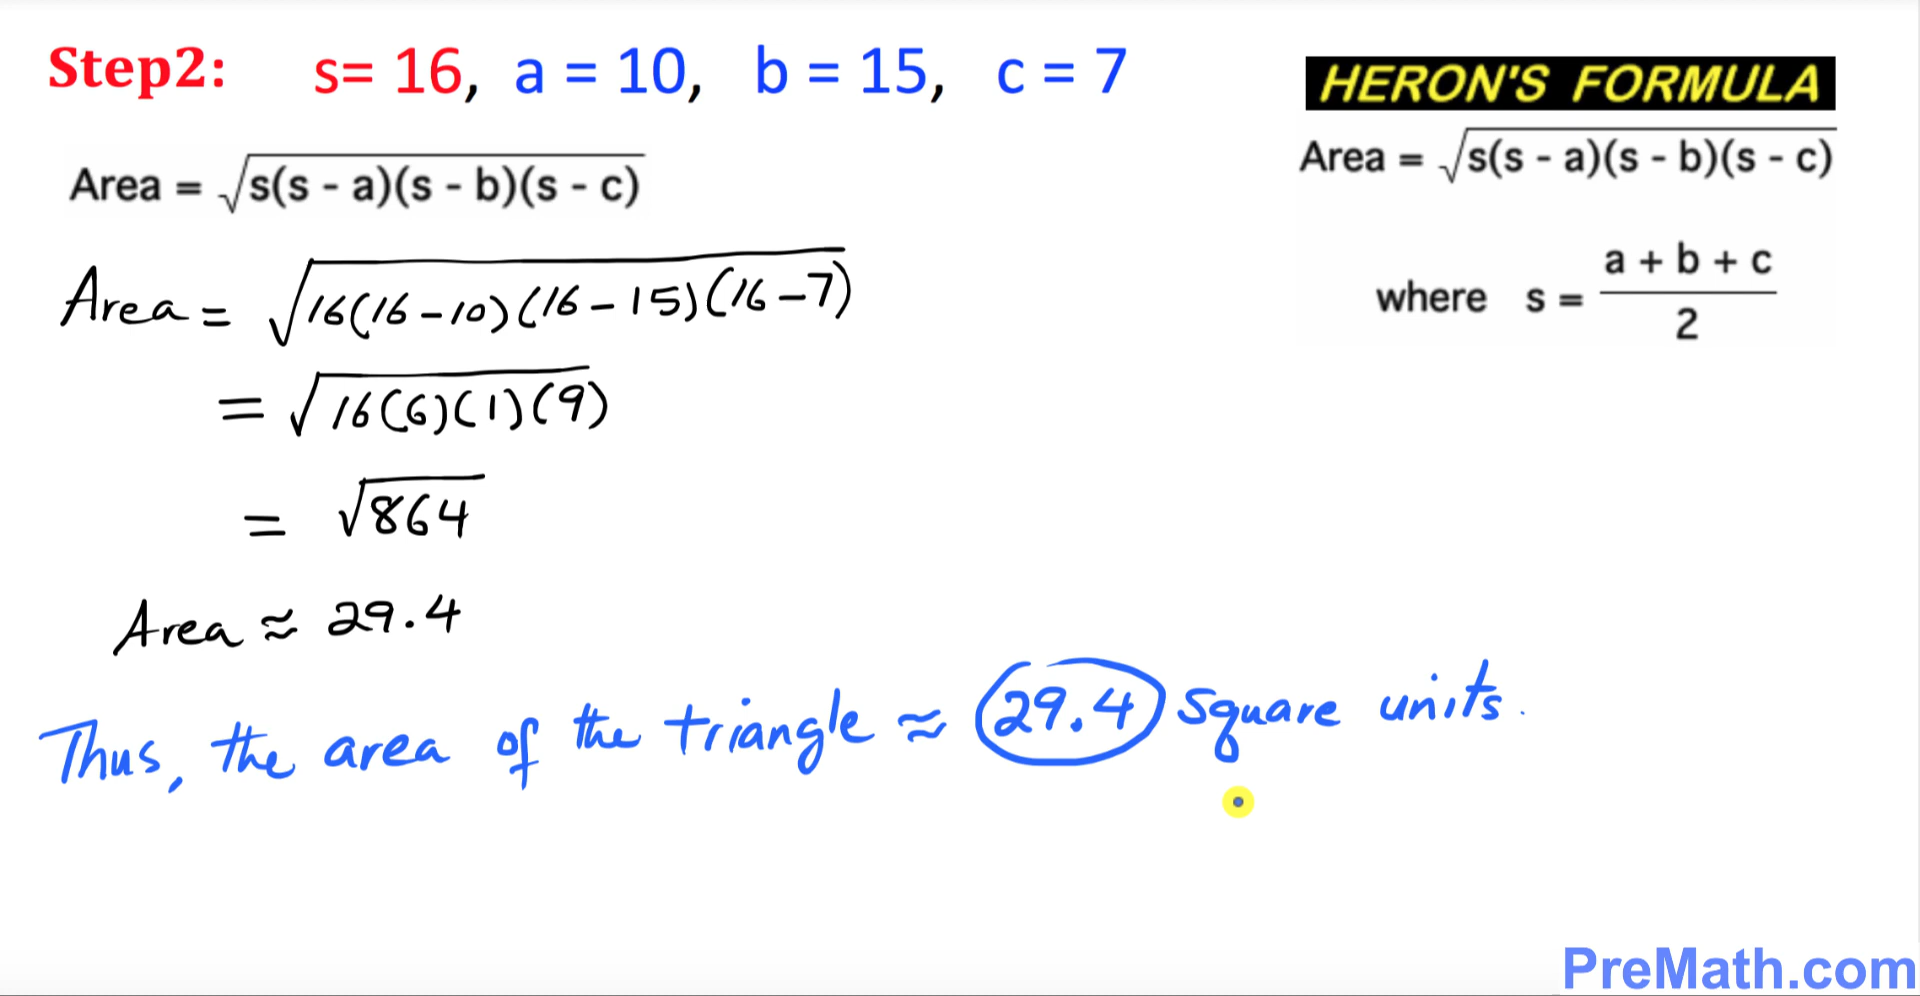 Step2: s= 16, a = 10, b = 15, c = 7
HERON'S FORMULA
Area = √s(s - a)(s - b)(s - c)
where s = a + b + c / 2
Area = √s(s - a)(s - b)(s - c)
Area = √16(16-10)(16-15)(16-7)
= √16(6)(1)(9)
= √864
Area ≈ 29.4
Thus, the area of the triangle ≈ 29.4 square units.
PreMath.com